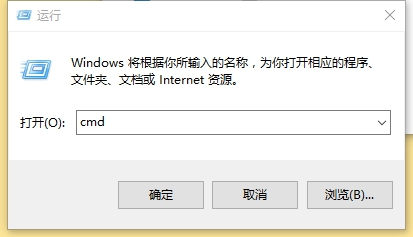 运行
Windows 将根据你所输入的名称，为你打开相应的程序、
文件夹、文档或 Internet 资源。
打开(O): cmd
确定 取消 浏览(B)...